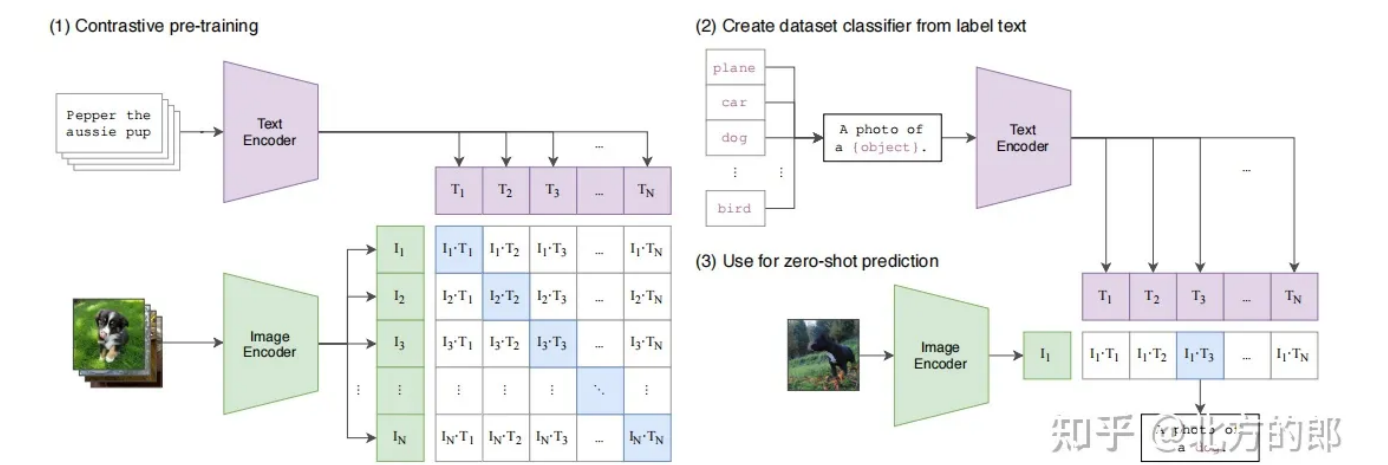 (1) Contrastive pre-training
Pepper the
aussie pup
Text
Encoder
...
T1 T2 T3 ... TN
Image
Encoder
I1 I1·T1 I1·T2 I1·T3 ... I1·TN
I2 I2·T1 I2·T2 I2·T3 ... I2·TN
I3 I3·T1 I3·T2 I3·T3 ... I3·TN
⋮ ⋮ ⋮ ⋮ ⋮ ⋱ ⋮
IN IN·T1 IN·T2 IN·T3 ... IN·TN
(2) Create dataset classifier from label text
plane
car
dog
⋮ ⋮
bird
A photo of
a {object}.
Text
Encoder
...
(3) Use for zero-shot prediction
T1 T2 T3 ... TN
Image
Encoder
I1 I1·T1 I1·T2 I1·T3 ... I1·TN
A photo of
a dog.
知乎 @北方的郎